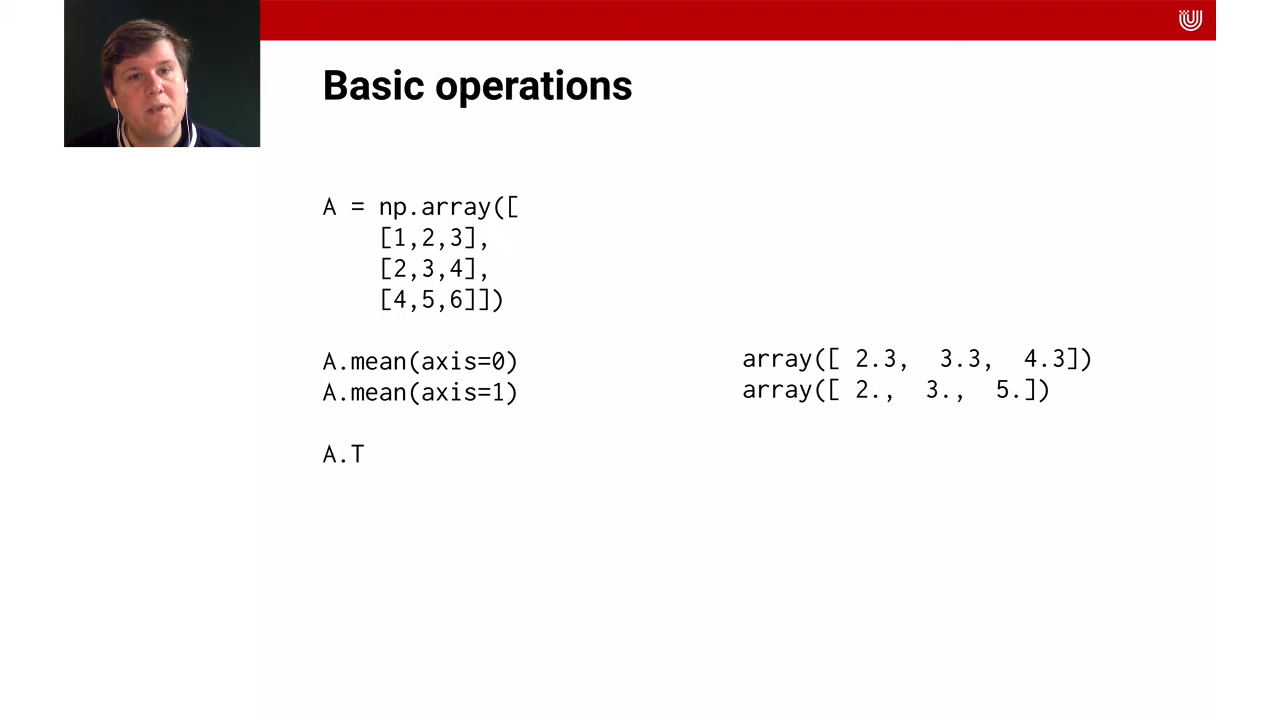 Basic operations
A = np.array([
[1,2,3],
[2,3,4],
[4,5,6]])
A.mean(axis=0)
array([ 2.3, 3.3, 4.3])
A.mean(axis=1)
array([ 2., 3., 5.])
A.T